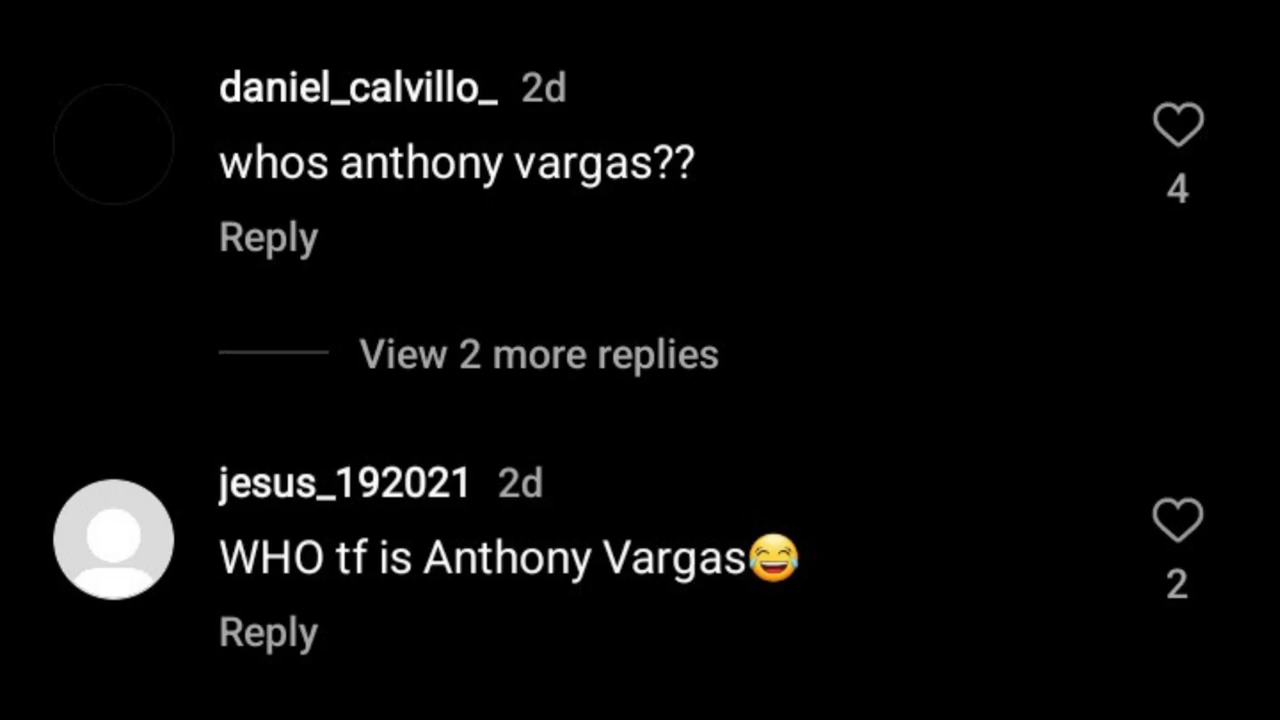 daniel_calvillo_ 2d
whos anthony vargas??
4
Reply
View 2 more replies
jesus_192021 2d
WHO tf is Anthony Vargas😂
2
Reply